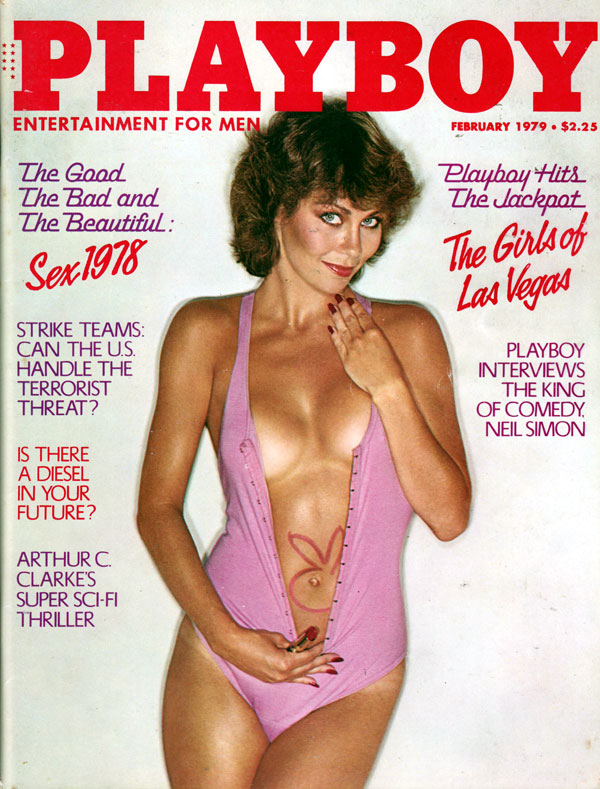 PLAYBOY
ENTERTAINMENT FOR MEN
FEBRUARY 1979 • $2.25
The Good
The Bad and
The Beautiful:
Sex 1978
STRIKE TEAMS:
CAN THE U.S.
HANDLE THE
TERRORIST
THREAT?
IS THERE
A DIESEL
IN YOUR
FUTURE?
ARTHUR C.
CLARKE'S
SUPER SCI-FI
THRILLER
Playboy Hits
The Jackpot
The Girls of
Las Vegas
PLAYBOY
INTERVIEWS
THE KING
OF COMEDY,
NEIL SIMON